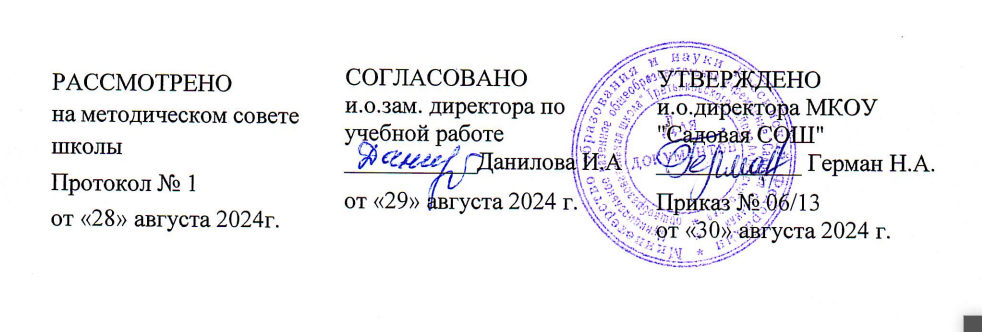 РАССМОТРЕНО
на методическом совете
школы
Протокол № 1
от «28» августа 2024г.
СОГЛАСОВАНО
и.о.зам. директора по
учебной работе
Данилова И.А
от «29» августа 2024 г.
УТВЕРЖДЕНО
и.о.директора МКОУ
"Садовая СОШ"
Герман Н.А.
Приказ № 06/13
от «30» августа 2024 г.